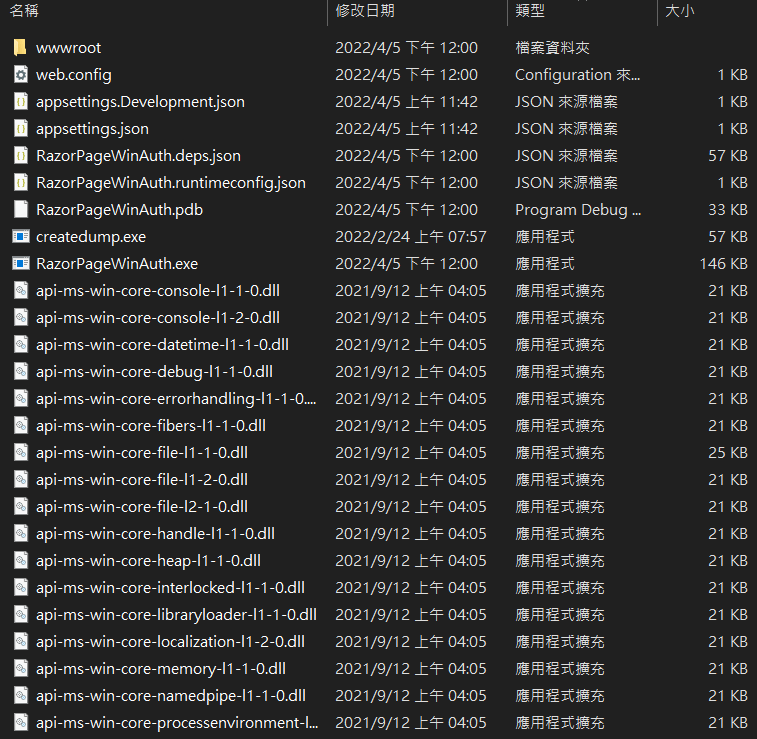 名稱 修改日期 類型 大小
wwwroot 2022/4/5 下午 12:00 檔案資料夾
web.config 2022/4/5 下午 12:00 Configuration 來... 1 KB
appsettings.Development.json 2022/4/5 上午 11:42 JSON 來源檔案 1 KB
appsettings.json 2022/4/5 上午 11:42 JSON 來源檔案 1 KB
RazorPageWinAuth.deps.json 2022/4/5 下午 12:00 JSON 來源檔案 57 KB
RazorPageWinAuth.runtimeconfig.json 2022/4/5 下午 12:00 JSON 來源檔案 1 KB
RazorPageWinAuth.pdb 2022/4/5 下午 12:00 Program Debug ... 33 KB
createdump.exe 2022/2/24 上午 07:57 應用程式 57 KB
RazorPageWinAuth.exe 2022/4/5 下午 12:00 應用程式 146 KB
api-ms-win-core-console-l1-1-0.dll 2021/9/12 上午 04:05 應用程式擴充 21 KB
api-ms-win-core-console-l1-2-0.dll 2021/9/12 上午 04:05 應用程式擴充 21 KB
api-ms-win-core-datetime-l1-1-0.dll 2021/9/12 上午 04:05 應用程式擴充 21 KB
api-ms-win-core-debug-l1-1-0.dll 2021/9/12 上午 04:05 應用程式擴充 21 KB
api-ms-win-core-errorhandling-l1-1-0.... 2021/9/12 上午 04:05 應用程式擴充 21 KB
api-ms-win-core-fibers-l1-1-0.dll 2021/9/12 上午 04:05 應用程式擴充 21 KB
api-ms-win-core-file-l1-1-0.dll 2021/9/12 上午 04:05 應用程式擴充 25 KB
api-ms-win-core-file-l1-2-0.dll 2021/9/12 上午 04:05 應用程式擴充 21 KB
api-ms-win-core-file-l2-1-0.dll 2021/9/12 上午 04:05 應用程式擴充 21 KB
api-ms-win-core-handle-l1-1-0.dll 2021/9/12 上午 04:05 應用程式擴充 21 KB
api-ms-win-core-heap-l1-1-0.dll 2021/9/12 上午 04:05 應用程式擴充 21 KB
api-ms-win-core-interlocked-l1-1-0.dll 2021/9/12 上午 04:05 應用程式擴充 21 KB
api-ms-win-core-libraryloader-l1-1-0.dll 2021/9/12 上午 04:05 應用程式擴充 21 KB
api-ms-win-core-localization-l1-2-0.dll 2021/9/12 上午 04:05 應用程式擴充 21 KB
api-ms-win-core-memory-l1-1-0.dll 2021/9/12 上午 04:05 應用程式擴充 21 KB
api-ms-win-core-namedpipe-l1-1-0.dll 2021/9/12 上午 04:05 應用程式擴充 21 KB
api-ms-win-core-processenvironment-l... 2021/9/12 上午 04:05 應用程式擴充 21 KB